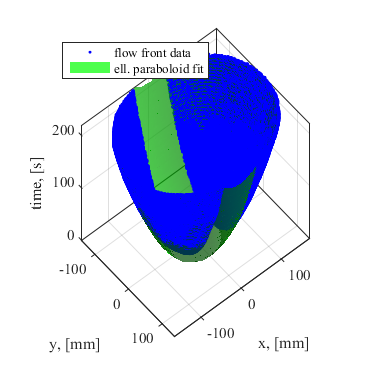 flow front data
ell. paraboloid fit
200
100
0
time, [s]
-100
0
100
y, [mm]
-100
0
100
x, [mm]